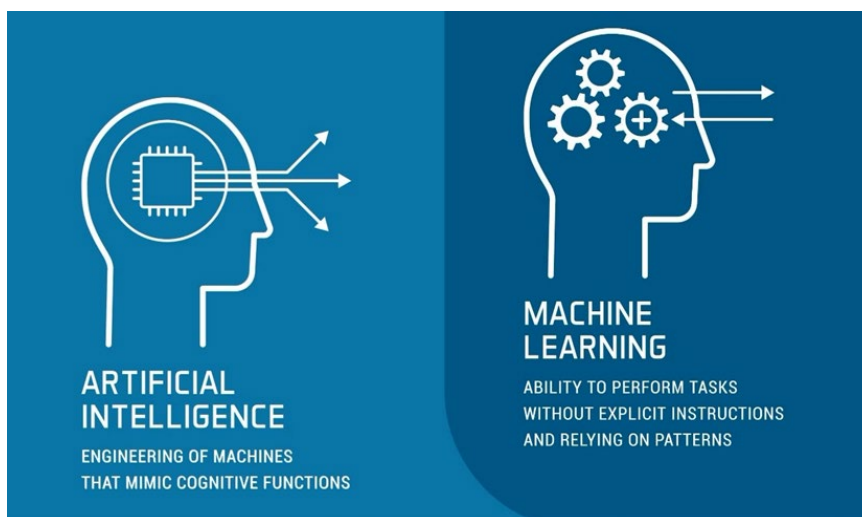 ARTIFICIAL
INTELLIGENCE
ENGINEERING OF MACHINES
THAT MIMIC COGNITIVE FUNCTIONS
MACHINE
LEARNING
ABILITY TO PERFORM TASKS
WITHOUT EXPLICIT INSTRUCTIONS
AND RELYING ON PATTERNS